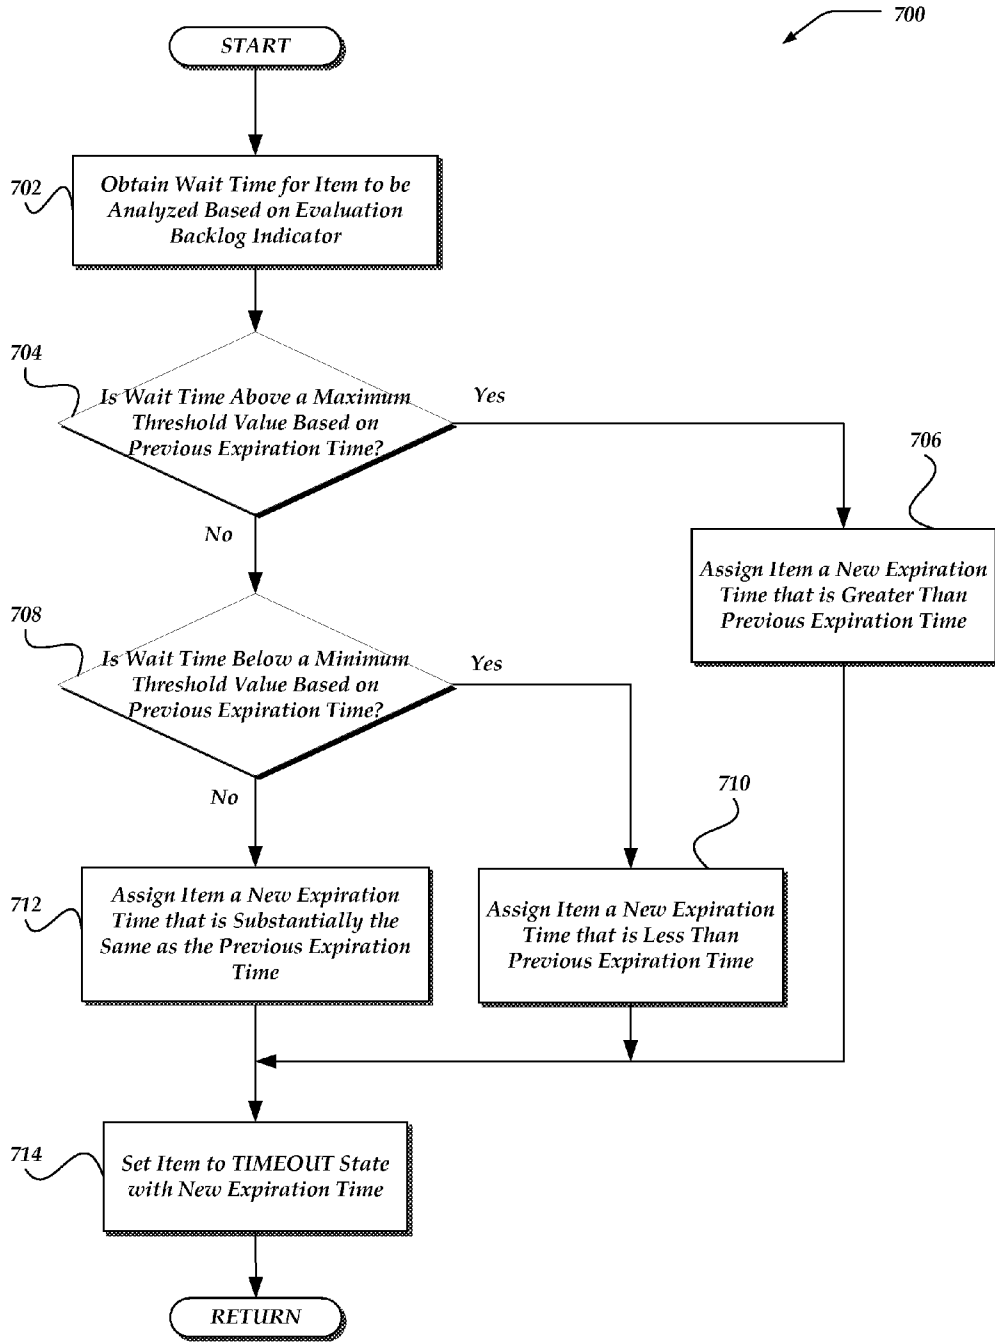 700
START
702
Obtain Wait Time for Item to be
Analyzed Based on Evaluation
Backlog Indicator
704
Is Wait Time Above a Maximum
Threshold Value Based on
Previous Expiration Time?
Yes
No
706
Assign Item a New Expiration
Time that is Greater Than
Previous Expiration Time
708
Is Wait Time Below a Minimum
Threshold Value Based on
Previous Expiration Time?
Yes
No
710
Assign Item a New Expiration
Time that is Less Than
Previous Expiration Time
712
Assign Item a New Expiration
Time that is Substantially the
Same as the Previous Expiration
Time
714
Set Item to TIMEOUT State
with New Expiration Time
RETURN